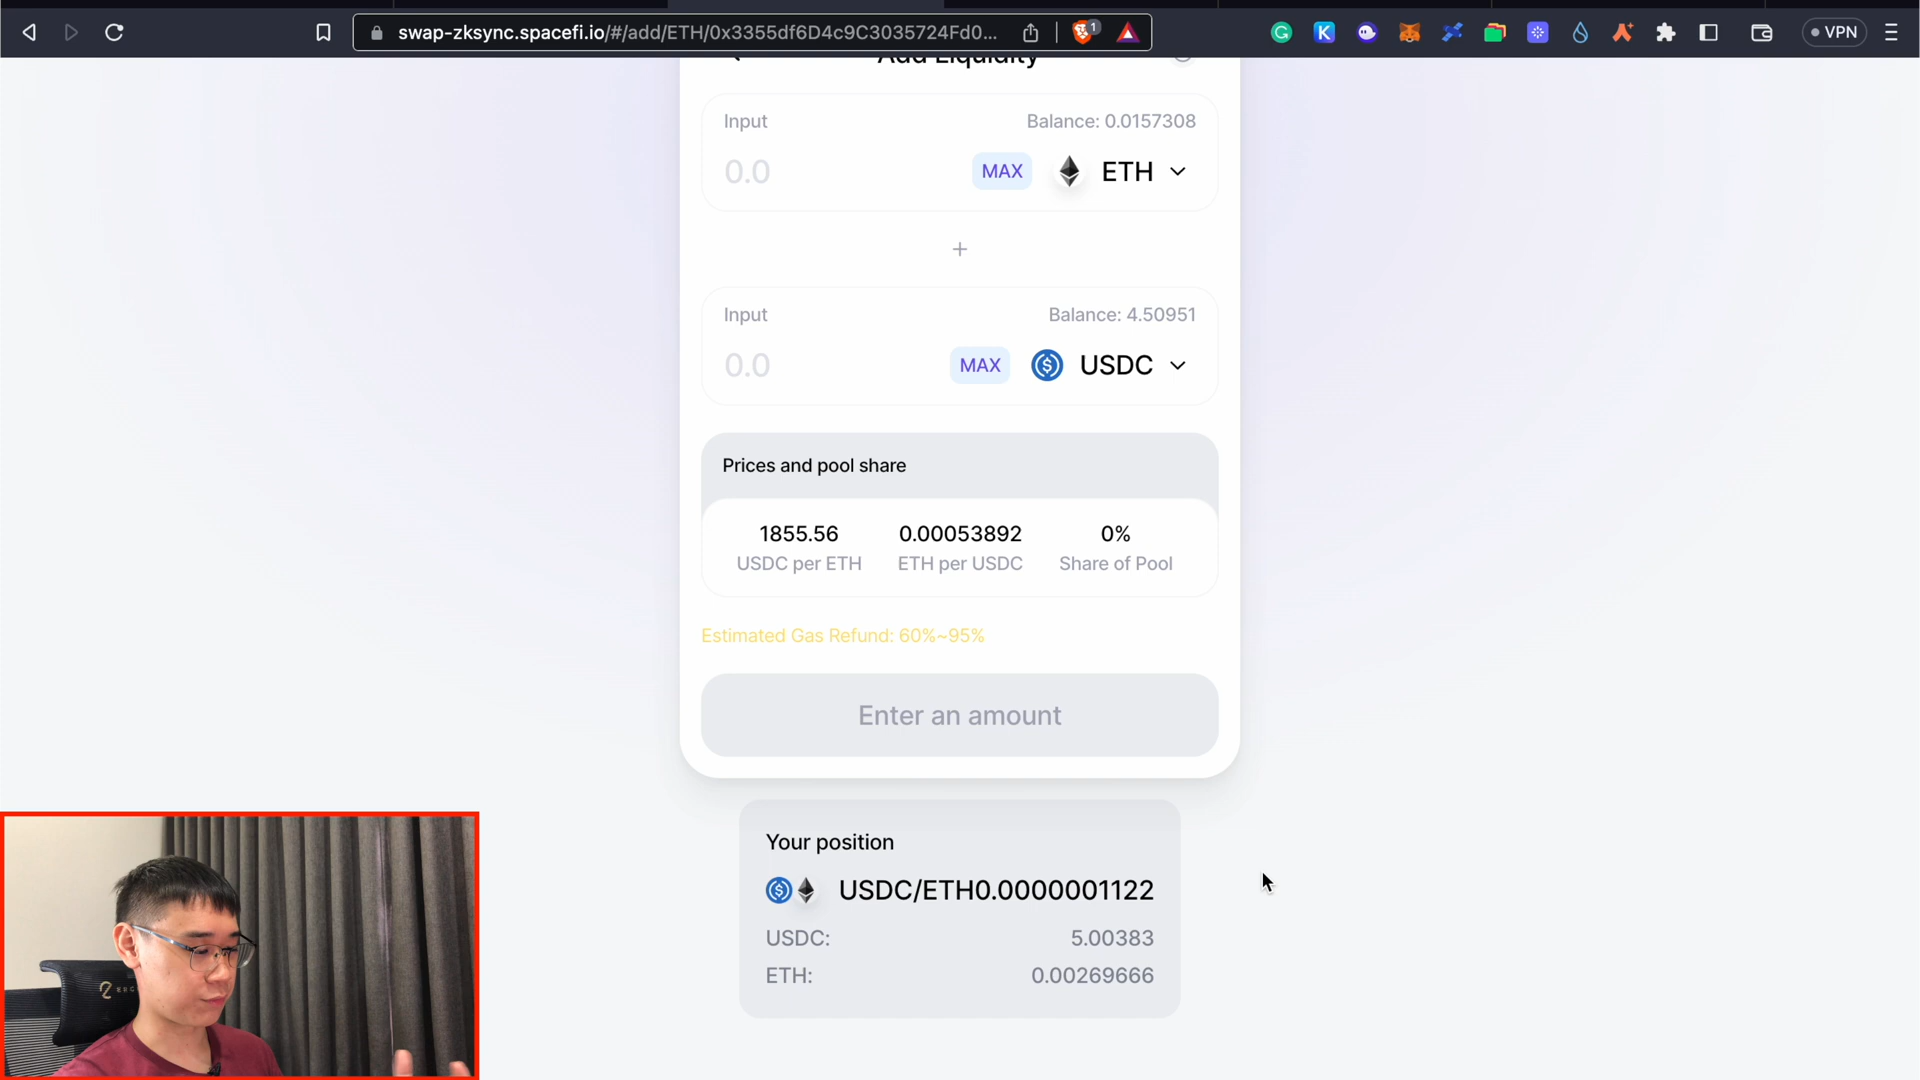 swap-zksync.spacefi.io/#/add/ETH/0x3355df6D4c9C3035724Fd0...
1
VPN
Add Liquidity
Input
Balance: 0.0157308
0.0
MAX
ETH
+
Input
Balance: 4.50951
0.0
MAX
USDC
Prices and pool share
1855.56
0.00053892
0%
USDC per ETH
ETH per USDC
Share of Pool
Estimated Gas Refund: 60%~95%
Enter an amount
Your position
USDC/ETH0.0000001122
USDC:
5.00383
ETH:
0.00269666